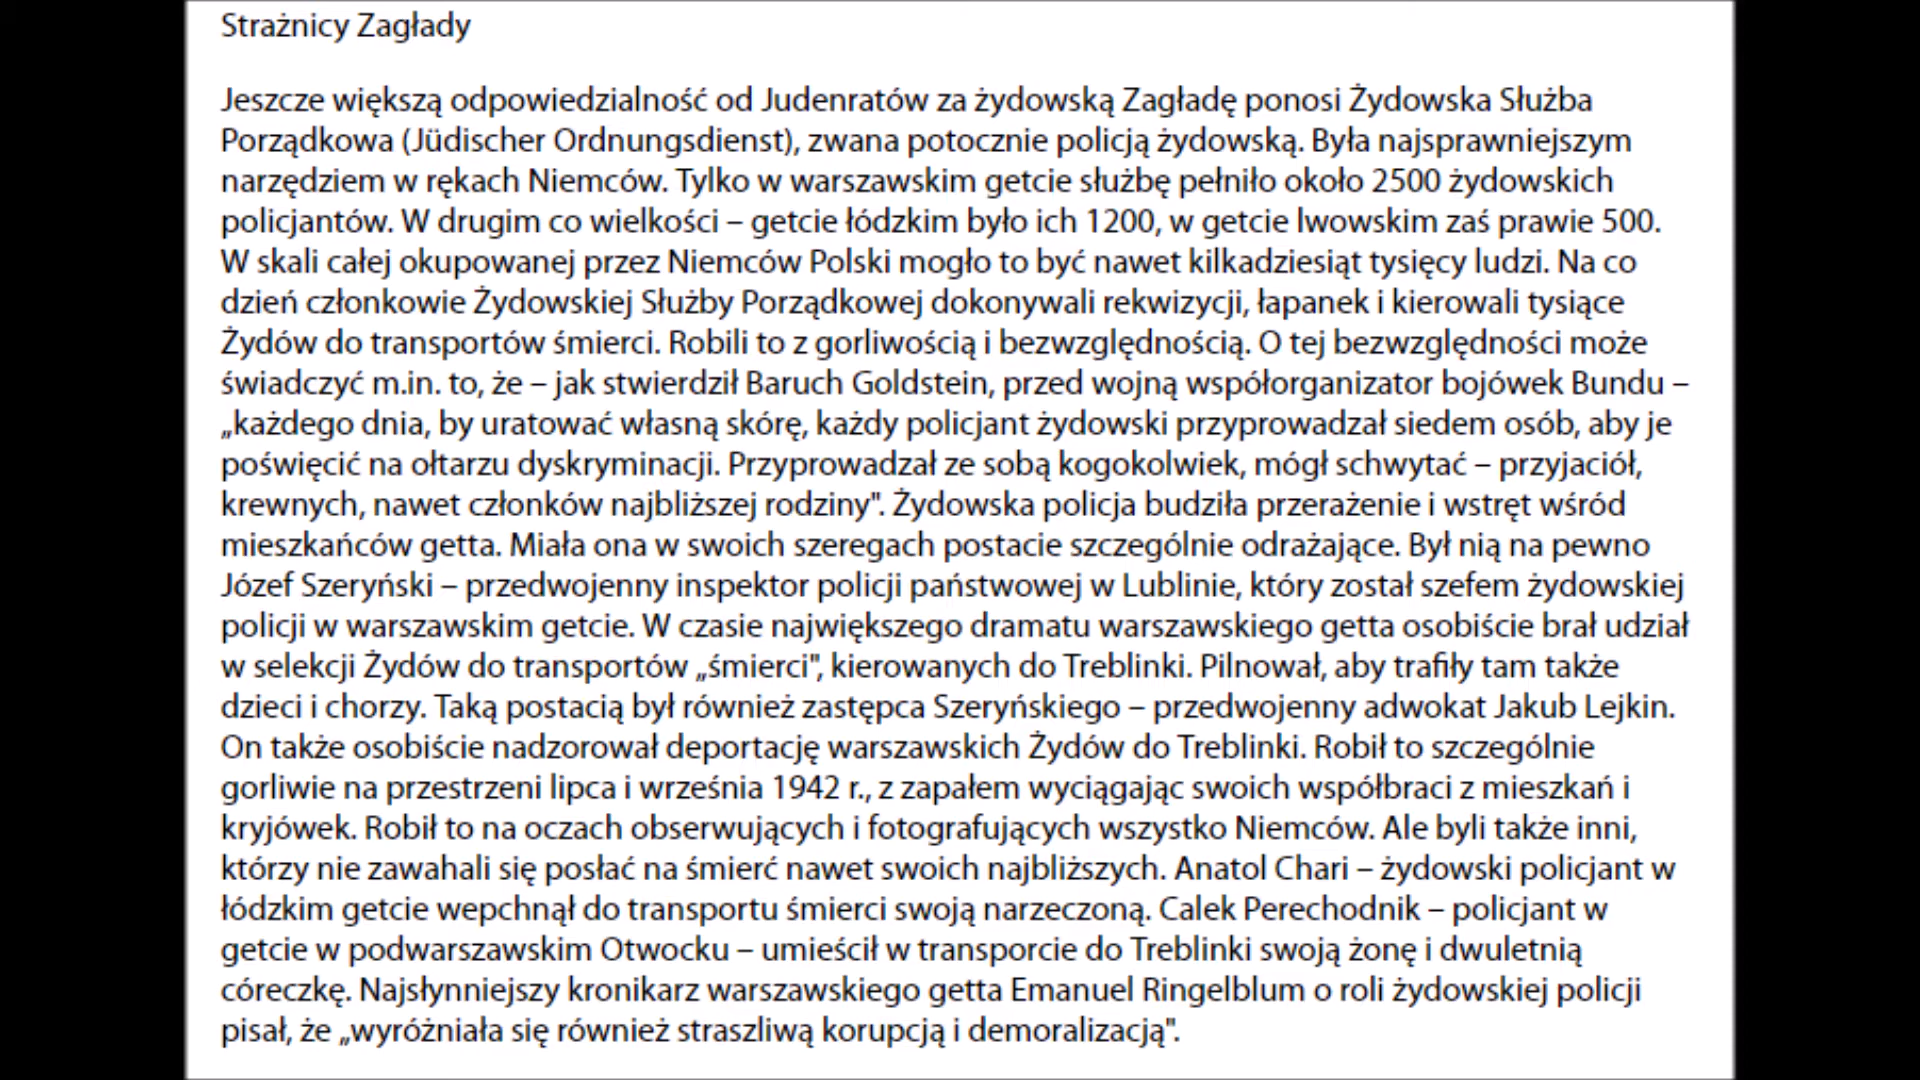 Strażnicy Zagłady
Jeszcze większą odpowiedzialność od Judenratów za żydowską Zagładę ponosi Żydowska Służba
Porządkowa (Jüdischer Ordnungsdienst), zwana potocznie policją żydowską. Była najsprawniejszym
narzędziem w rękach Niemców. Tylko w warszawskim getcie służbę pełniło około 2500 żydowskich
policjantów. W drugim co wielkości – getcie łódzkim było ich 1200, w getcie lwowskim zaś prawie 500.
W skali całej okupowanej przez Niemców Polski mogło to być nawet kilkadziesiąt tysięcy ludzi. Na co
dzień członkowie Żydowskiej Służby Porządkowej dokonywali rekwizycji, łapanek i kierowali tysiące
Żydów do transportów śmierci. Robili to z gorliwością i bezwzględnością. O tej bezwzględności może
świadczyć m.in. to, że – jak stwierdził Baruch Goldstein, przed wojną współorganizator bojówek Bundu –
„każdego dnia, by uratować własną skórę, każdy policjant żydowski przyprowadzał siedem osób, aby je
poświęcić na ołtarzu dyskryminacji. Przyprowadzał ze sobą kogokolwiek, mógł schwytać – przyjaciół,
krewnych, nawet członków najbliższej rodziny". Żydowska policja budziła przerażenie i wstręt wśród
mieszkańców getta. Miała ona w swoich szeregach postacie szczególnie odrażające. Był nią na pewno
Józef Szeryński – przedwojenny inspektor policji państwowej w Lublinie, który został szefem żydowskiej
policji w warszawskim getcie. W czasie największego dramatu warszawskiego getta osobiście brał udział
w selekcji Żydów do transportów „śmierci", kierowanych do Treblinki. Pilnował, aby trafiły tam także
dzieci i chorzy. Taką postacią był również zastępca Szeryńskiego – przedwojenny adwokat Jakub Lejkin.
On także osobiście nadzorował deportację warszawskich Żydów do Treblinki. Robił to szczególnie
gorliwie na przestrzeni lipca i września 1942 r., z zapałem wyciągając swoich współbraci z mieszkań i
kryjówek. Robił to na oczach obserwujących i fotografujących wszystko Niemców. Ale byli także inni,
którzy nie zawahali się posłać na śmierć nawet swoich najbliższych. Anatol Chari – żydowski policjant w
łódzkim getcie wepchnął do transportu śmierci swoją narzeczoną. Calek Perechodnik – policjant w
getcie w podwarszawskim Otwocku – umieścił w transporcie do Treblinki swoją żonę i dwuletnią
córeczkę. Najsłynniejszy kronikarz warszawskiego getta Emanuel Ringelblum o roli żydowskiej policji
pisał, że „wyróżniała się również straszliwą korupcją i demoralizacją".